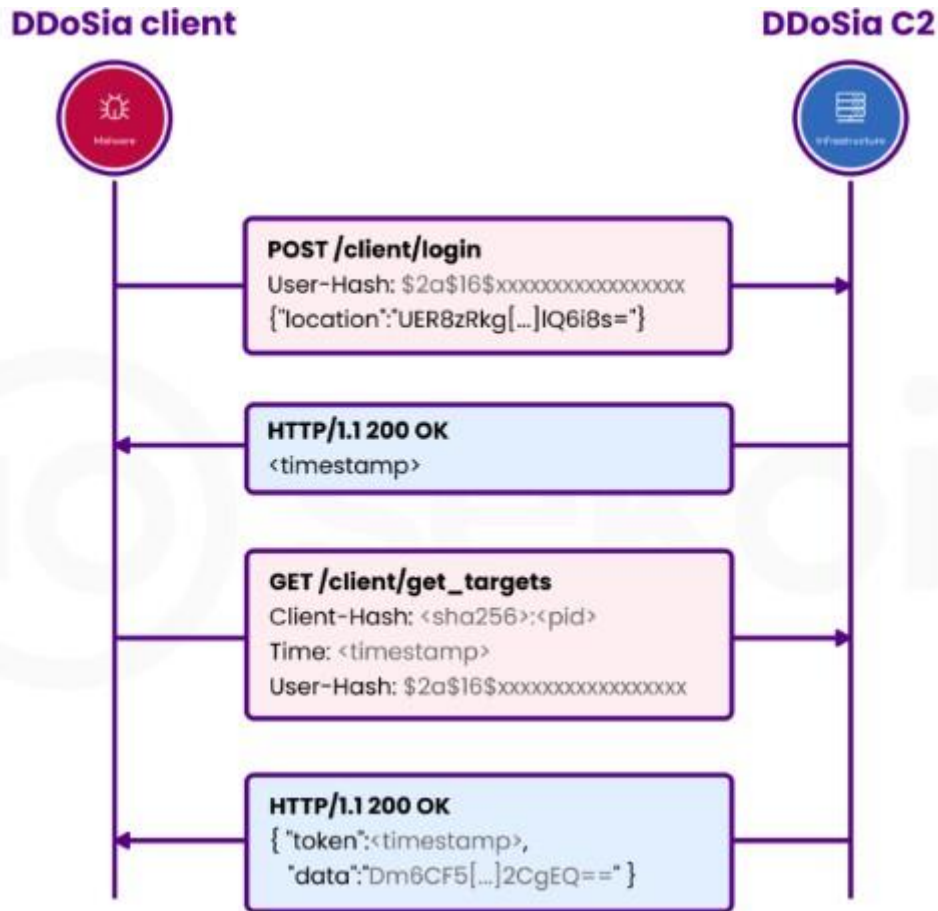 DDoSia client
DDoSia C2
Malware
Infrastructure
POST /client/login
User-Hash: $2a$16$xxxxxxxxxxxxxxxxx
{"location":"UER8zRkg[...]lQ6i8s="}
HTTP/1.1 200 OK
<timestamp>
GET /client/get_targets
Client-Hash: <sha256>:<pid>
Time: <timestamp>
User-Hash: $2a$16$xxxxxxxxxxxxxxxxx
HTTP/1.1 200 OK
{ "token":<timestamp>,
"data":"Dm6CF5[...]2CgEQ==" }